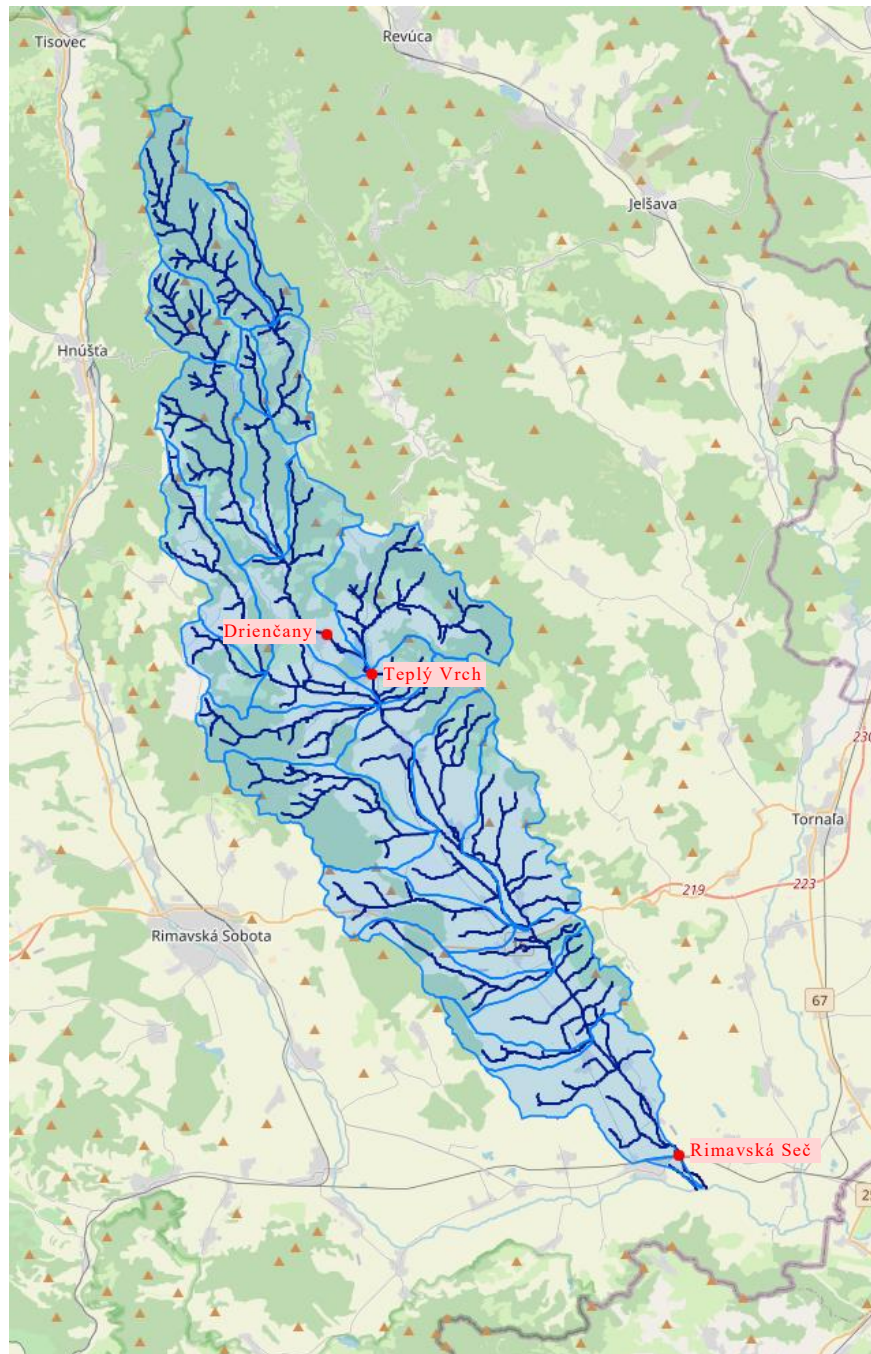 Tisovec
Revúca
Jelšava
Hnúšťa
Drienčany
Teplý Vrch
230
Tornaľa
219
223
Rimavská Sobota
67
Rimavská Seč